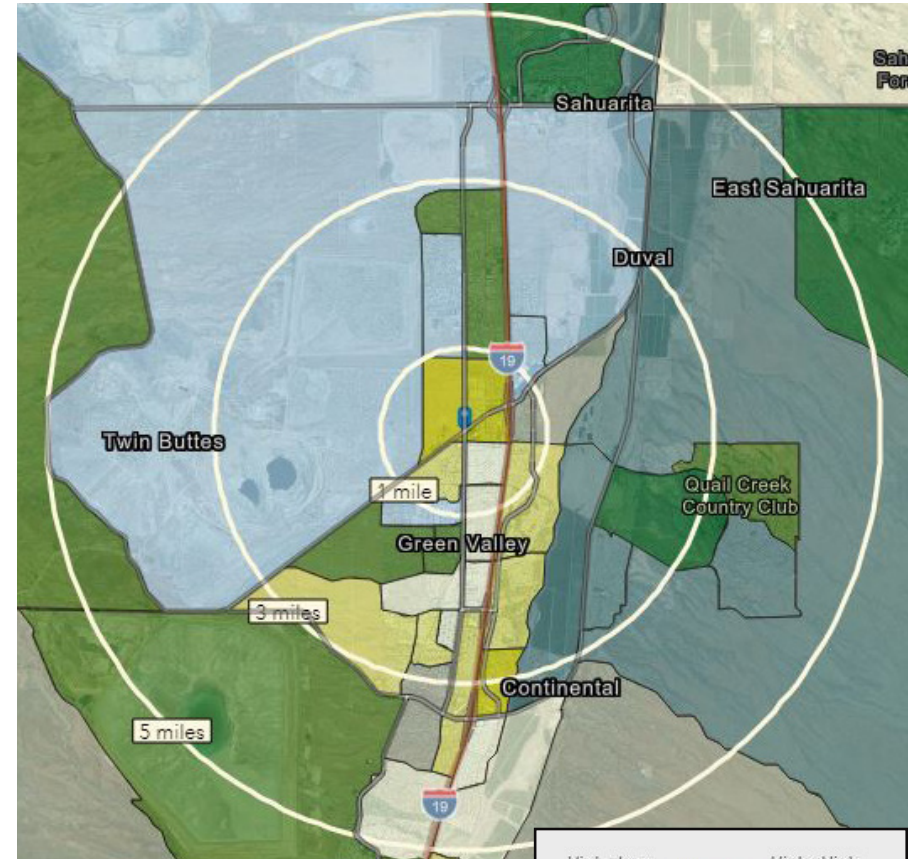 Sahuarita
East Sahuarita
Duval
19
Twin Buttes
1 mile
Quail Creek
Country Club
Green Valley
3 miles
Continental
5 miles
19